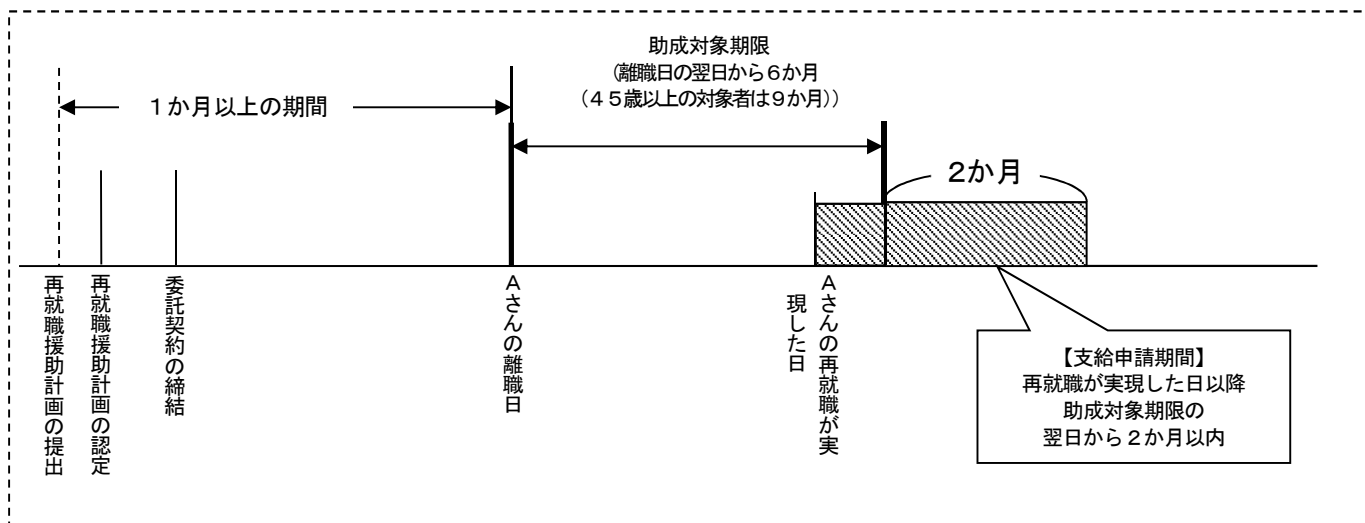 助成対象期限
（離職日の翌日から６か月
（４５歳以上の対象者は９か月））
１か月以上の期間
２か月
再就職援助計画の提出
再就職援助計画の認定
委託契約の締結
Ａさんの離職日
Ａさんの再就職が実
現した日
【支給申請期間】
再就職が実現した日以降
助成対象期限の
翌日から２か月以内